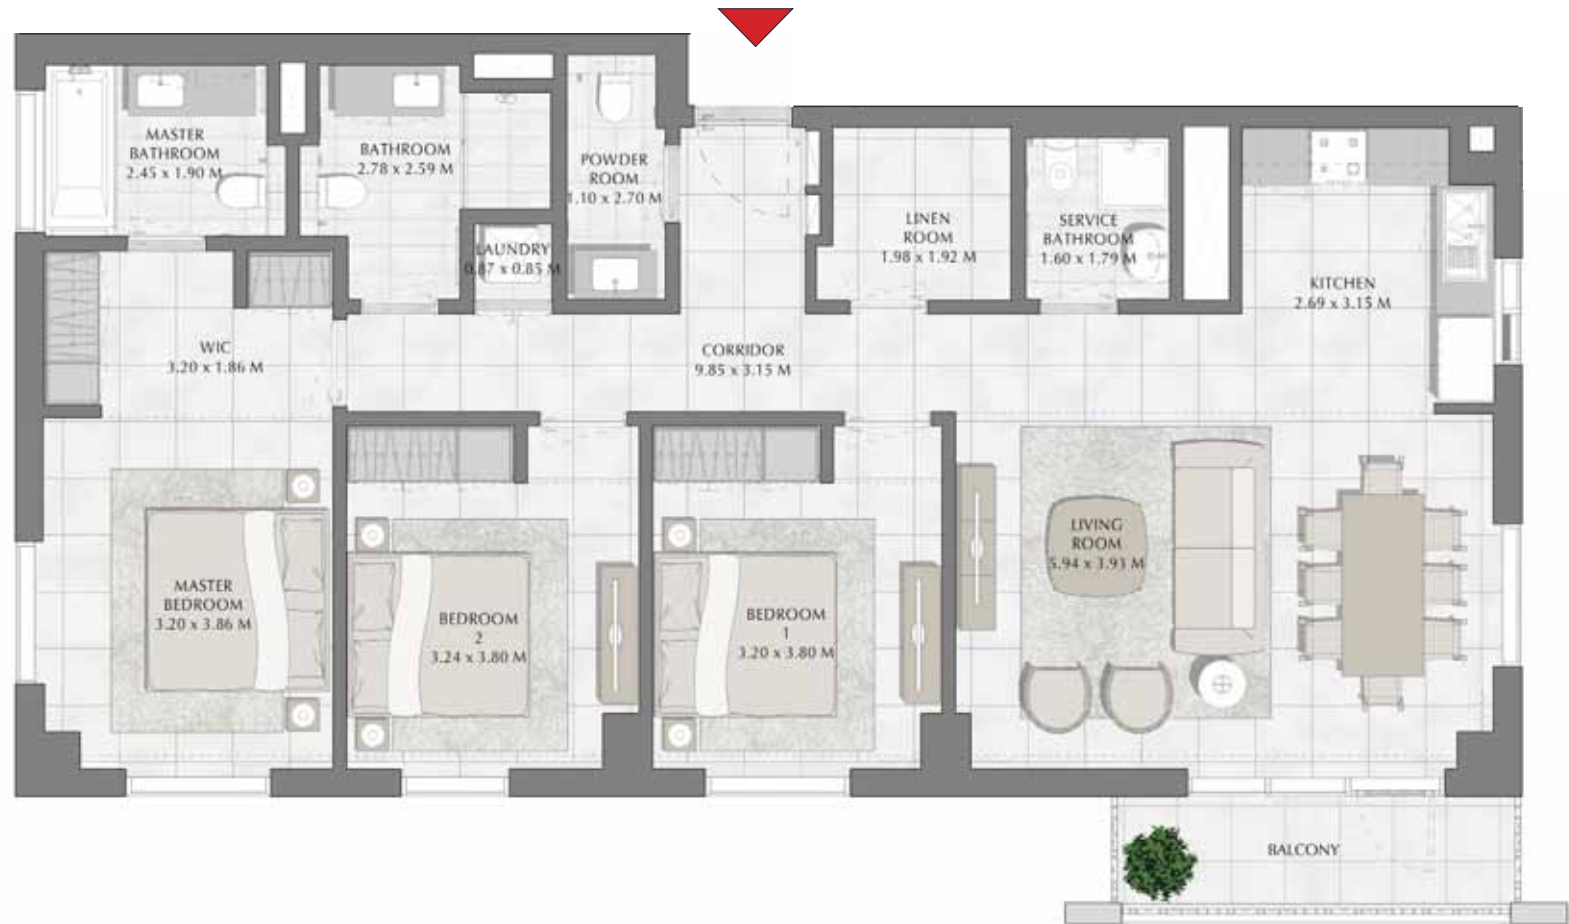 MASTER
BATHROOM
2.45 x 1.90 M
BATHROOM
2.78 x 2.59 M
POWDER
ROOM
1.10 x 2.70 M
LAUNDRY
0.87 x 0.85 M
LINEN
ROOM
1.98 x 1.92 M
SERVICE
BATHROOM
1.60 x 1.79 M
KITCHEN
2.69 x 3.15 M
WIC
3.20 x 1.86 M
CORRIDOR
9.85 x 3.15 M
MASTER
BEDROOM
3.20 x 3.86 M
BEDROOM
2
3.24 x 3.80 M
BEDROOM
1
3.20 x 3.80 M
LIVING
ROOM
5.94 x 3.93 M
BALCONY